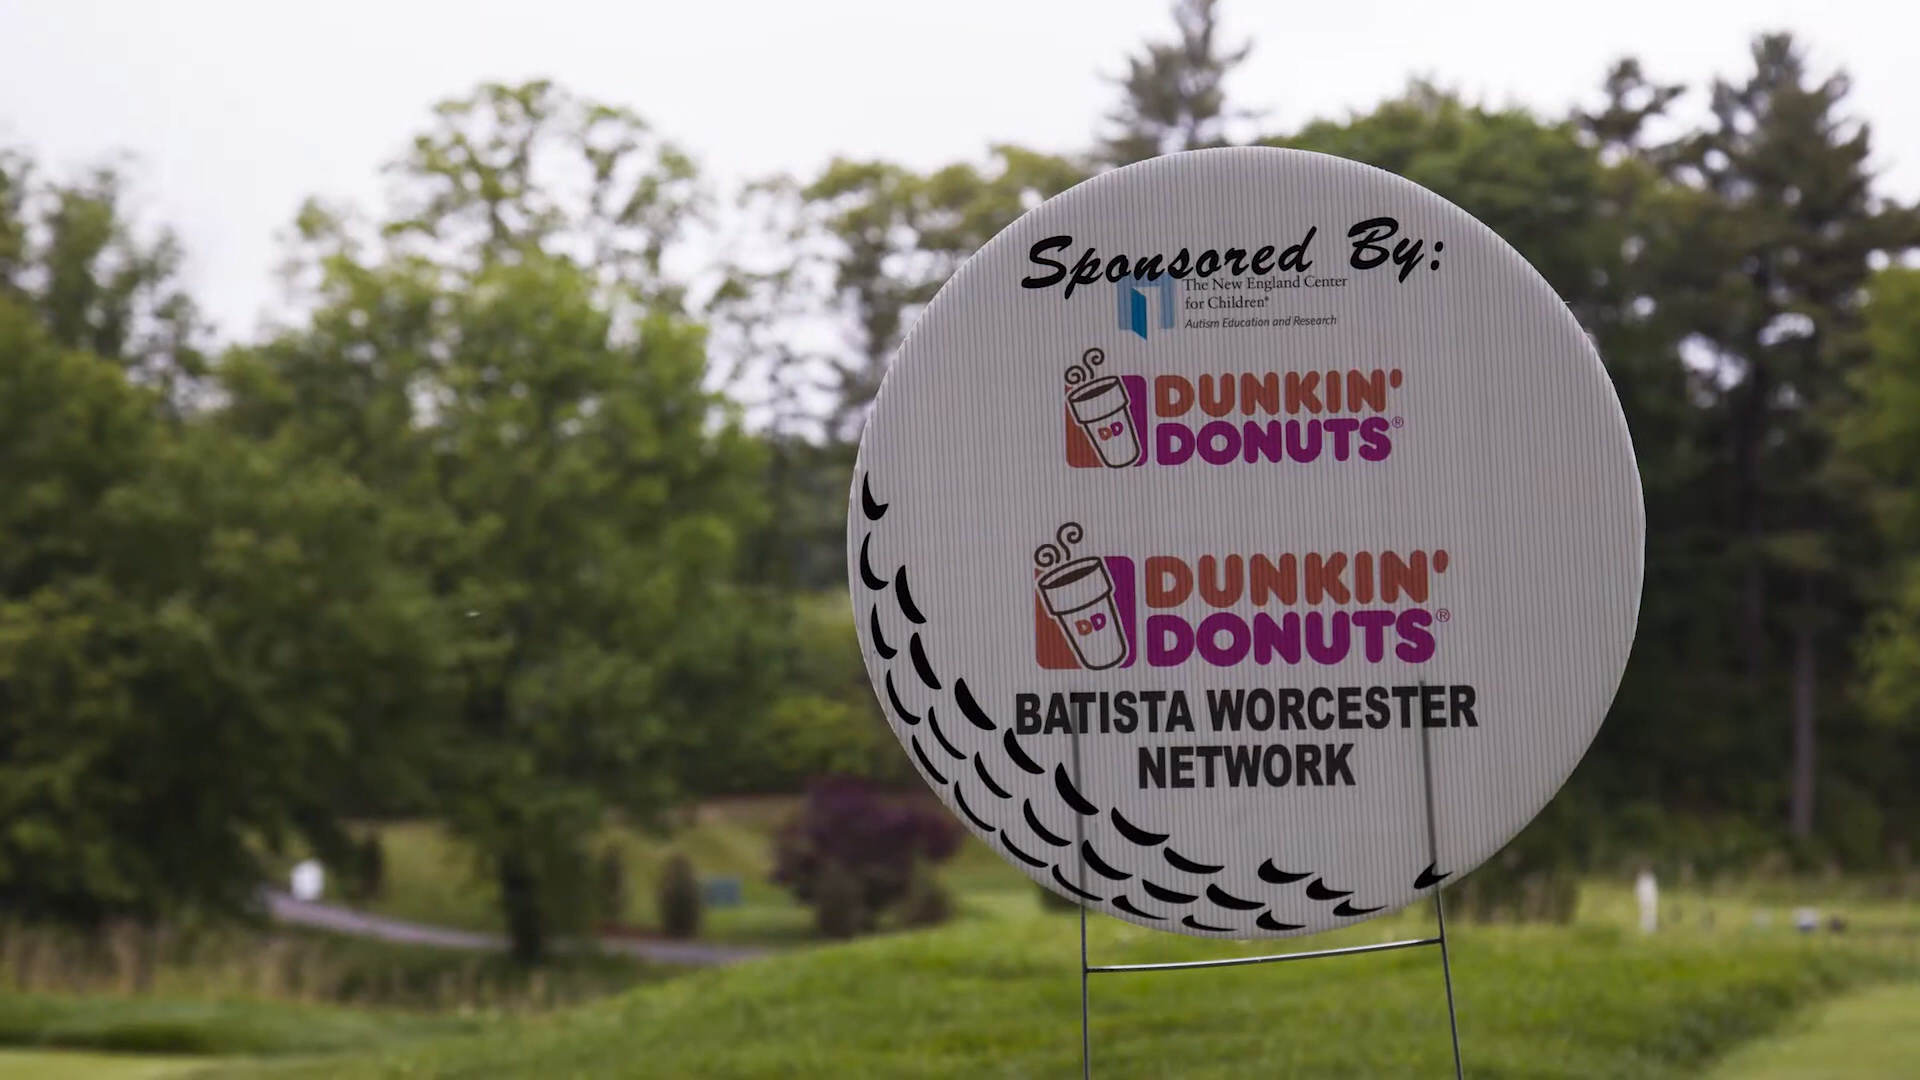 Sponsored By:
The New England Center
for Children®
Autism Education and Research
DD
DUNKIN'
DONUTS®
DD
DUNKIN'
DONUTS®
BATISTA WORCESTER
NETWORK